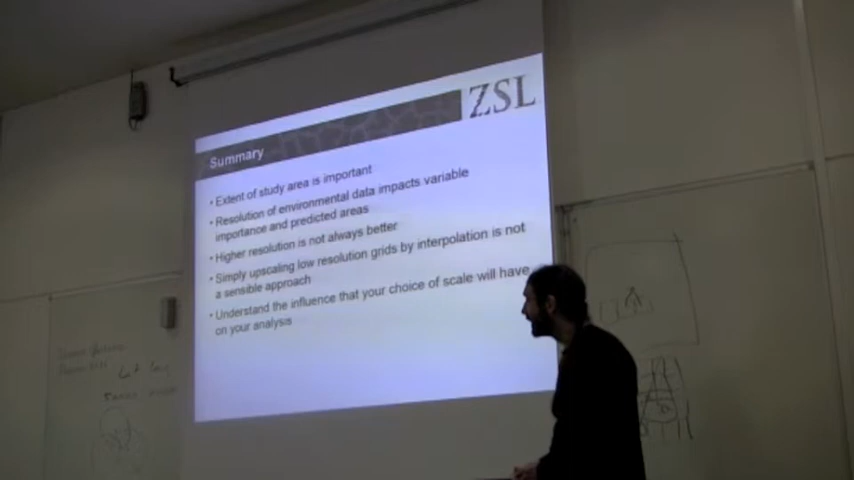 ZSL
Summary
• Extent of study area is important
• Resolution of environmental data impacts variable
importance and predicted areas
• Higher resolution is not always better
• Simply upscaling low resolution grids by interpolation is not
a sensible approach
• Understand the influence that your choice of scale will have
on your analysis